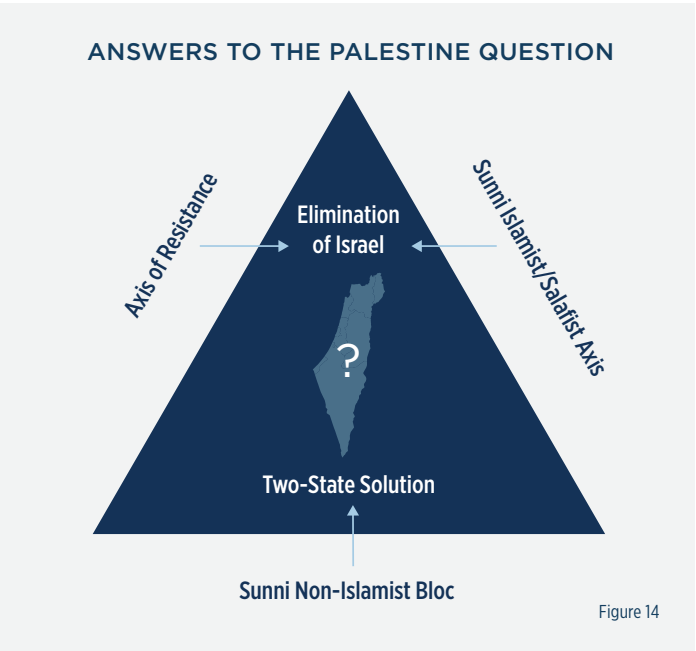 ANSWERS TO THE PALESTINE QUESTION
Axis of Resistance
Sunni Islamist/Salafist Axis
Elimination
of Israel
?
Two-State Solution
Sunni Non-Islamist Bloc
Figure 14